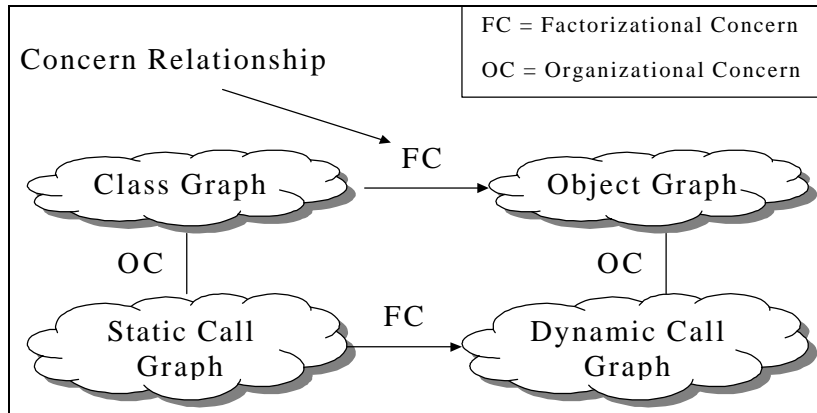 FC = Factorizational Concern
OC = Organizational Concern
Concern Relationship
FC
Class Graph
Object Graph
OC
OC
FC
Static Call
Graph
Dynamic Call
Graph